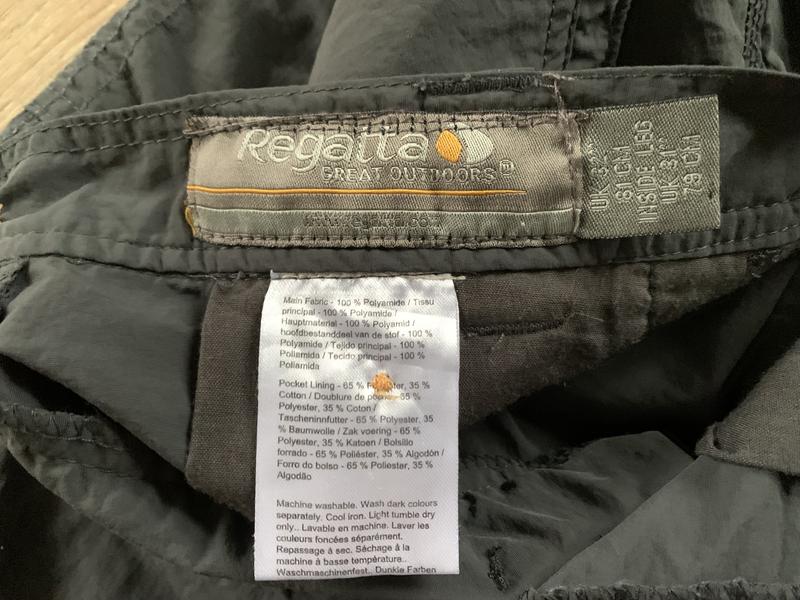 Regatta
GREAT OUTDOORS
UK 32"
81 CM
INSIDE LEG
UK 31"
79 CM
Main Fabric - 100 % Polyamide / Tissu
principal - 100 % Polyamide /
Hauptmaterial - 100 % Polyamid /
hoofdbestanddeel van de stof - 100 %
Polyamide / Tejido principal - 100 %
Poliamida / Tecido principal - 100 %
Poliamida
Pocket Lining - 65 % Polyester, 35 %
Cotton / Doublure de - 65 %
Polyester, 35 % Coton /
Tascheninnfutter - 65 % Polyester, 35
% Baumwolle / Zak voering - 65 %
Polyester, 35 % Katoen / Bolsillo
forrado - 65 % Poliéster, 35 % Algodón /
Forro do bolso - 65 % Poliester, 35 %
Algodão
Machine washable. Wash dark colours
separately. Cool iron. Light tumble dry
only.. Lavable en machine. Laver les
couleurs foncées séparément.
Repassage à sec. Séchage à la
machine à basse température..
Waschmaschinenfest.. Dunkle Farben